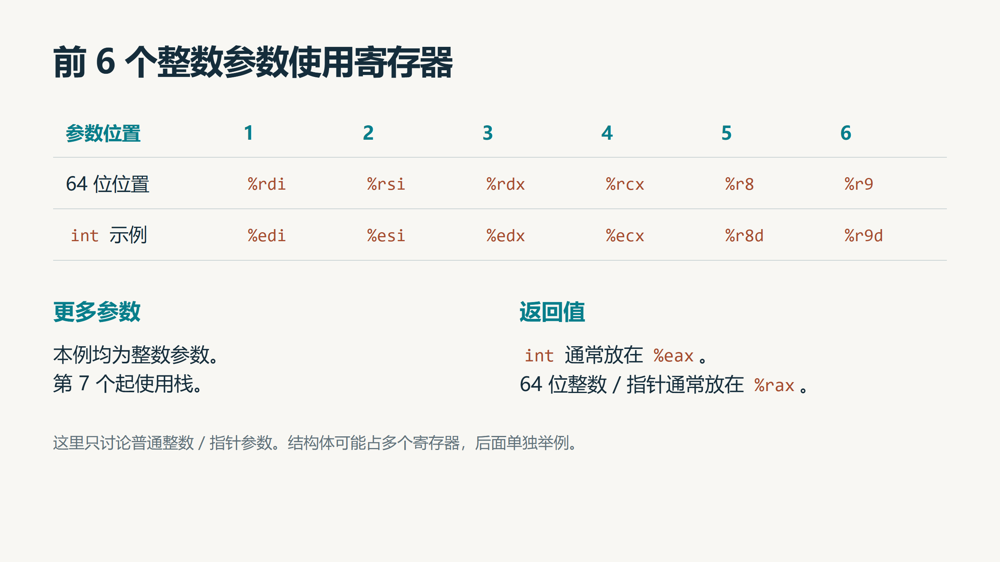 前 6 个整数参数使用寄存器
参数位置 1 2 3 4 5 6
64 位位置 %rdi %rsi %rdx %rcx %r8 %r9
int 示例 %edi %esi %edx %ecx %r8d %r9d
更多参数
本例均为整数参数。
第 7 个起使用栈。
返回值
int 通常放在 %eax 。
64 位整数 / 指针通常放在 %rax 。
这里只讨论普通整数 / 指针参数。结构体可能占多个寄存器，后面单独举例。